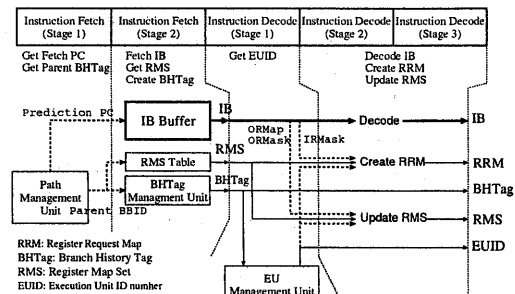 Instruction Fetch Instruction Fetch Instruction Decode Instruction Decode Instruction Decode
(Stage 1) (Stage 2) (Stage 1) (Stage 2) (Stage 3)
Get Fetch PC Fetch IB Get EUID Decode IB
Get Parent BHTag Get RMS Create RRM
Create BHTag Update RMS
Prediction PC IB Buffer IB Decode IB
ORMap
ORMask IRMask
RMS Table RMS Create RRM RRM
Path
Management
Unit
BHTag
Managment Unit
BHTag BHTag
Parent BBID
Update RMS RMS
RRM: Register Request Map
BHTag: Branch History Tag
RMS: Register Map Set
EUID: Execution Unit ID number
EUID
EU
Management Unit